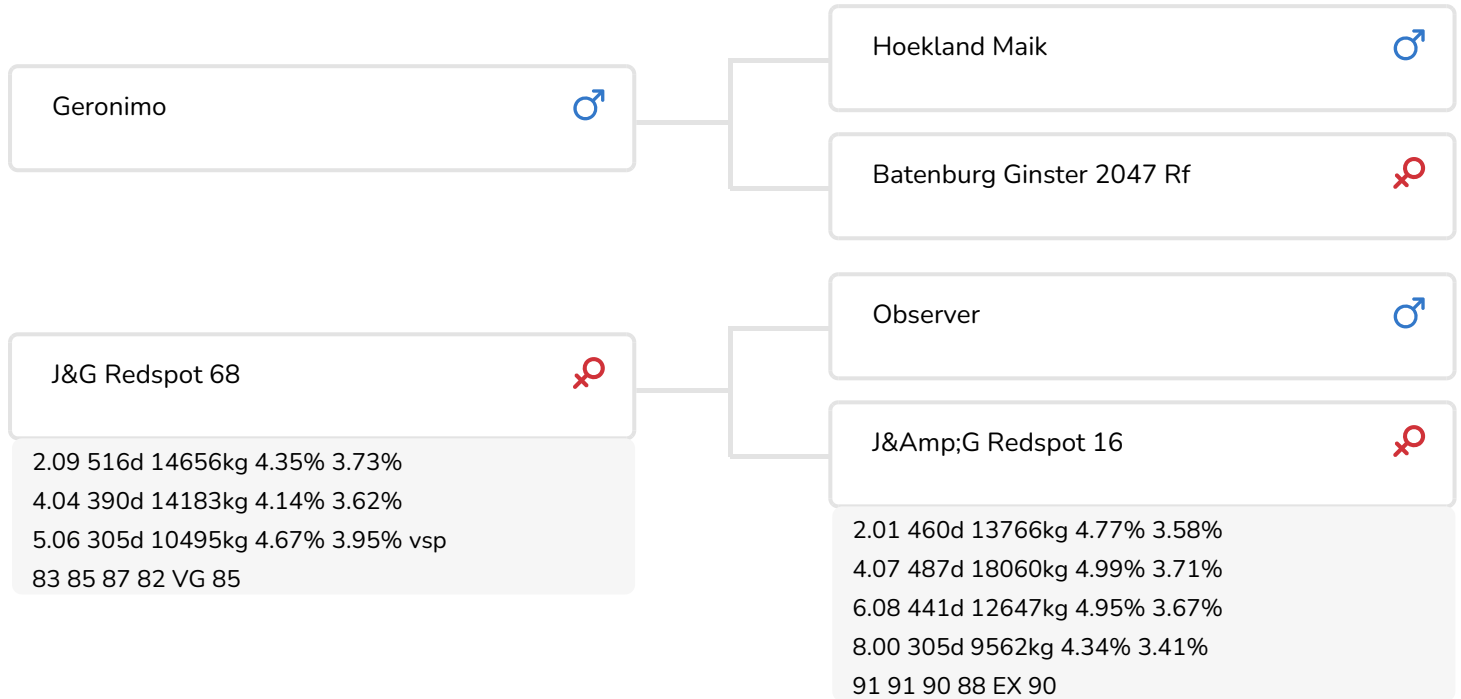 Hoekland Maik
Geronimo
Batenburg Ginster 2047 Rf
Observer
J&G Redspot 68
2.09 516d 14656kg 4.35% 3.73%
4.04 390d 14183kg 4.14% 3.62%
5.06 305d 10495kg 4.67% 3.95% vsp
83 85 87 82 VG 85
J&Amp;G Redspot 16
2.01 460d 13766kg 4.77% 3.58%
4.07 487d 18060kg 4.99% 3.71%
6.08 441d 12647kg 4.95% 3.67%
8.00 305d 9562kg 4.34% 3.41%
91 91 90 88 EX 90